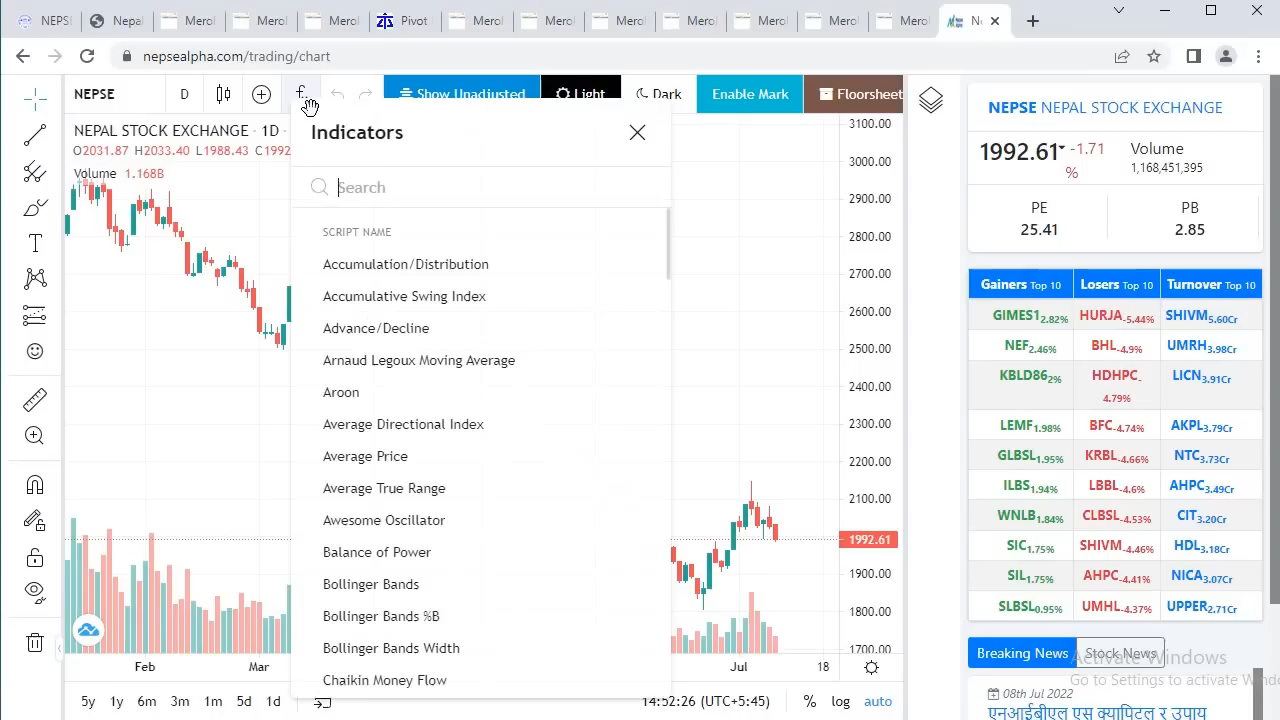 NEPSE Nepal Merol Merol Merol Pivot Merol Merol Merol Merol Merol Merol Merol
nepsealpha.com/trading/chart
NEPSE D Show Unadjusted Light Dark Enable Mark Floorsheet
NEPAL STOCK EXCHANGE · 1D ·
O2031.87 H2033.40 L1988.43 C1992
Volume 1.168B
Indicators
Search
SCRIPT NAME
Accumulation/Distribution
Accumulative Swing Index
Advance/Decline
Arnaud Legoux Moving Average
Aroon
Average Directional Index
Average Price
Average True Range
Awesome Oscillator
Balance of Power
Bollinger Bands
Bollinger Bands %B
Bollinger Bands Width
Chaikin Money Flow
3100.00
3000.00
2900.00
2800.00
2700.00
2600.00
2500.00
2400.00
2300.00
2200.00
2100.00
1992.61
1900.00
1800.00
1700.00
Feb Mar Jul 18
5y 1y 6m 3m 1m 5d 1d 14:52:26 (UTC+5:45) % log auto
NEPSE NEPAL STOCK EXCHANGE
1992.61 -1.71 %
Volume
1,168,451,395
PE PB
25.41 2.85
Gainers Top 10 Losers Top 10 Turnover Top 10
GIMES1 2.82% HURJA -5.44% SHIVM 5.60Cr
NEF 2.46% BHL -4.9% UMRH 3.98Cr
KBLD86 2% HDHPC -4.79% LICN 3.91Cr
LEMF 1.98% BFC -4.74% AKPL 3.79Cr
GLBSL 1.95% KRBL -4.66% NTC 3.73Cr
ILBS 1.94% LBBL -4.6% AHPC 3.49Cr
WNLB 1.84% CLBSL -4.53% CIT 3.20Cr
SIC 1.75% SHIVM -4.46% HDL 3.18Cr
SIL 1.75% AHPC -4.41% NICA 3.07Cr
SLBSL 0.95% UMHL -4.37% UPPER 2.71Cr
Breaking News Stock News
Activate Windows
Go to Settings to activate Wind
08th Jul 2022
एनआईबीएल एस क्यापिटल र उपाय